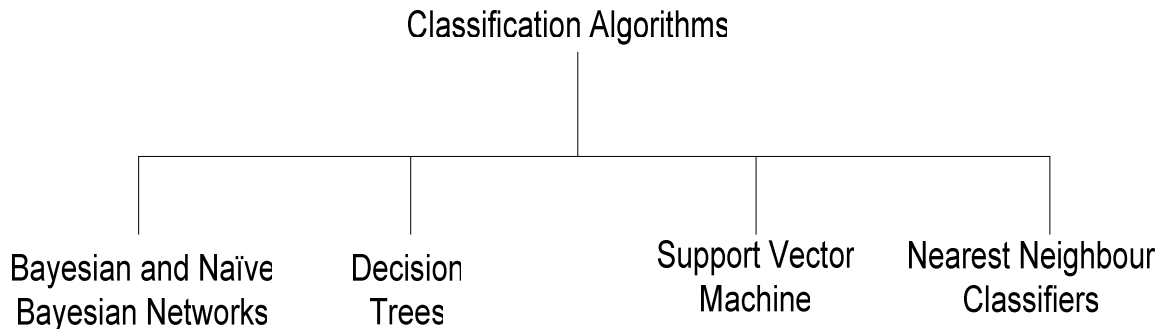 Classification Algorithms
Bayesian and Naïve
Bayesian Networks
Decision
Trees
Support Vector
Machine
Nearest Neighbour
Classifiers